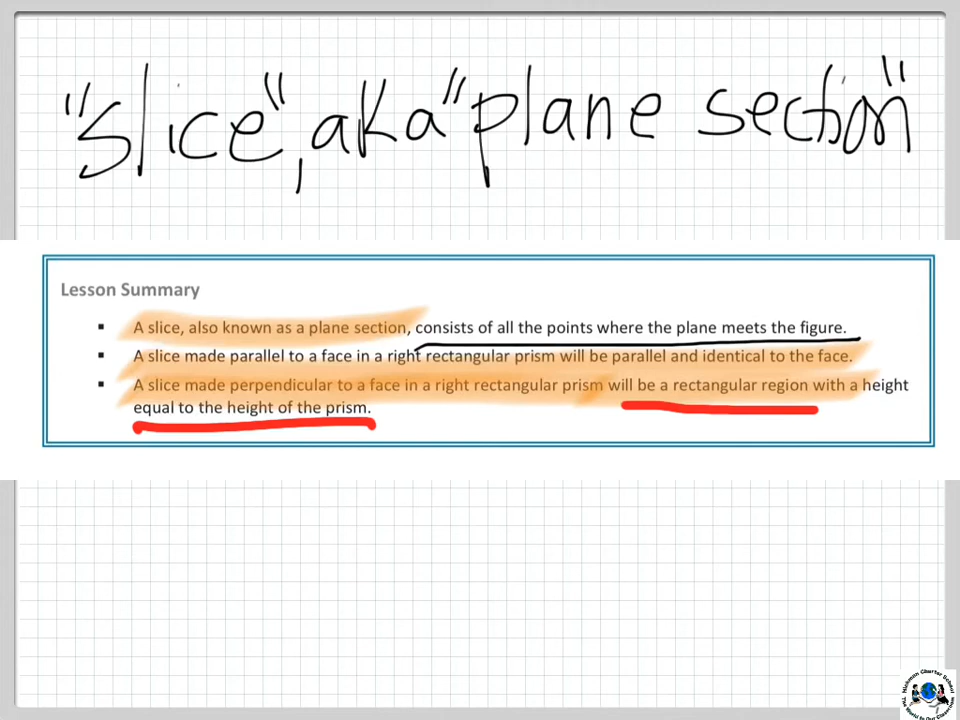 "slice", aka "plane section"
Lesson Summary
▪ A slice, also known as a plane section, consists of all the points where the plane meets the figure.
▪ A slice made parallel to a face in a right rectangular prism will be parallel and identical to the face.
▪ A slice made perpendicular to a face in a right rectangular prism will be a rectangular region with a height
equal to the height of the prism.